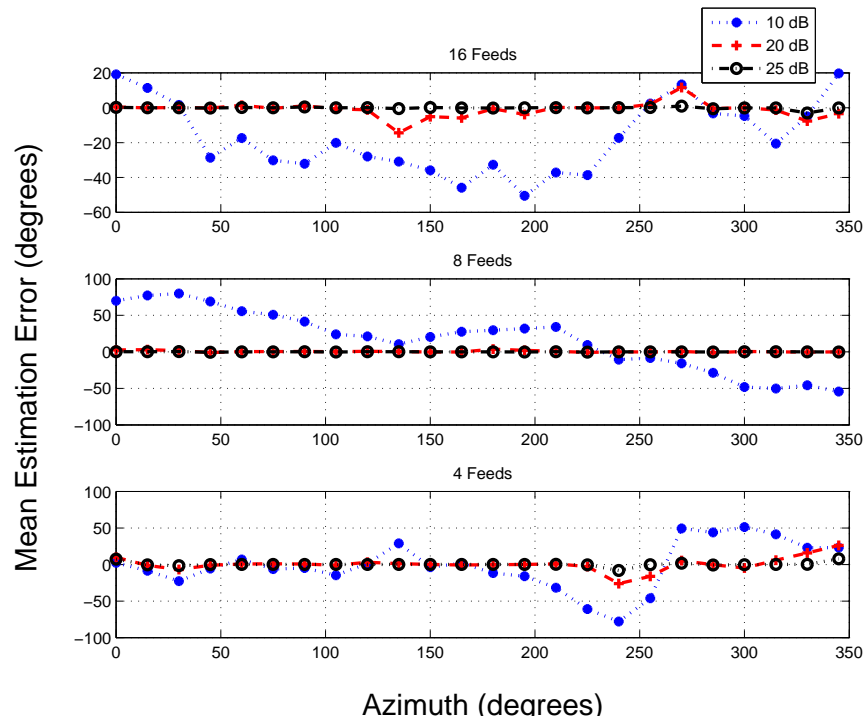 10 dB
20 dB
25 dB
16 Feeds
20
0
−20
−40
−60
0 50 100 150 200 250 300 350
8 Feeds
100
50
0
−50
−100
0 50 100 150 200 250 300 350
4 Feeds
100
50
0
−50
−100
0 50 100 150 200 250 300 350
Mean Estimation Error (degrees)
Azimuth (degrees)